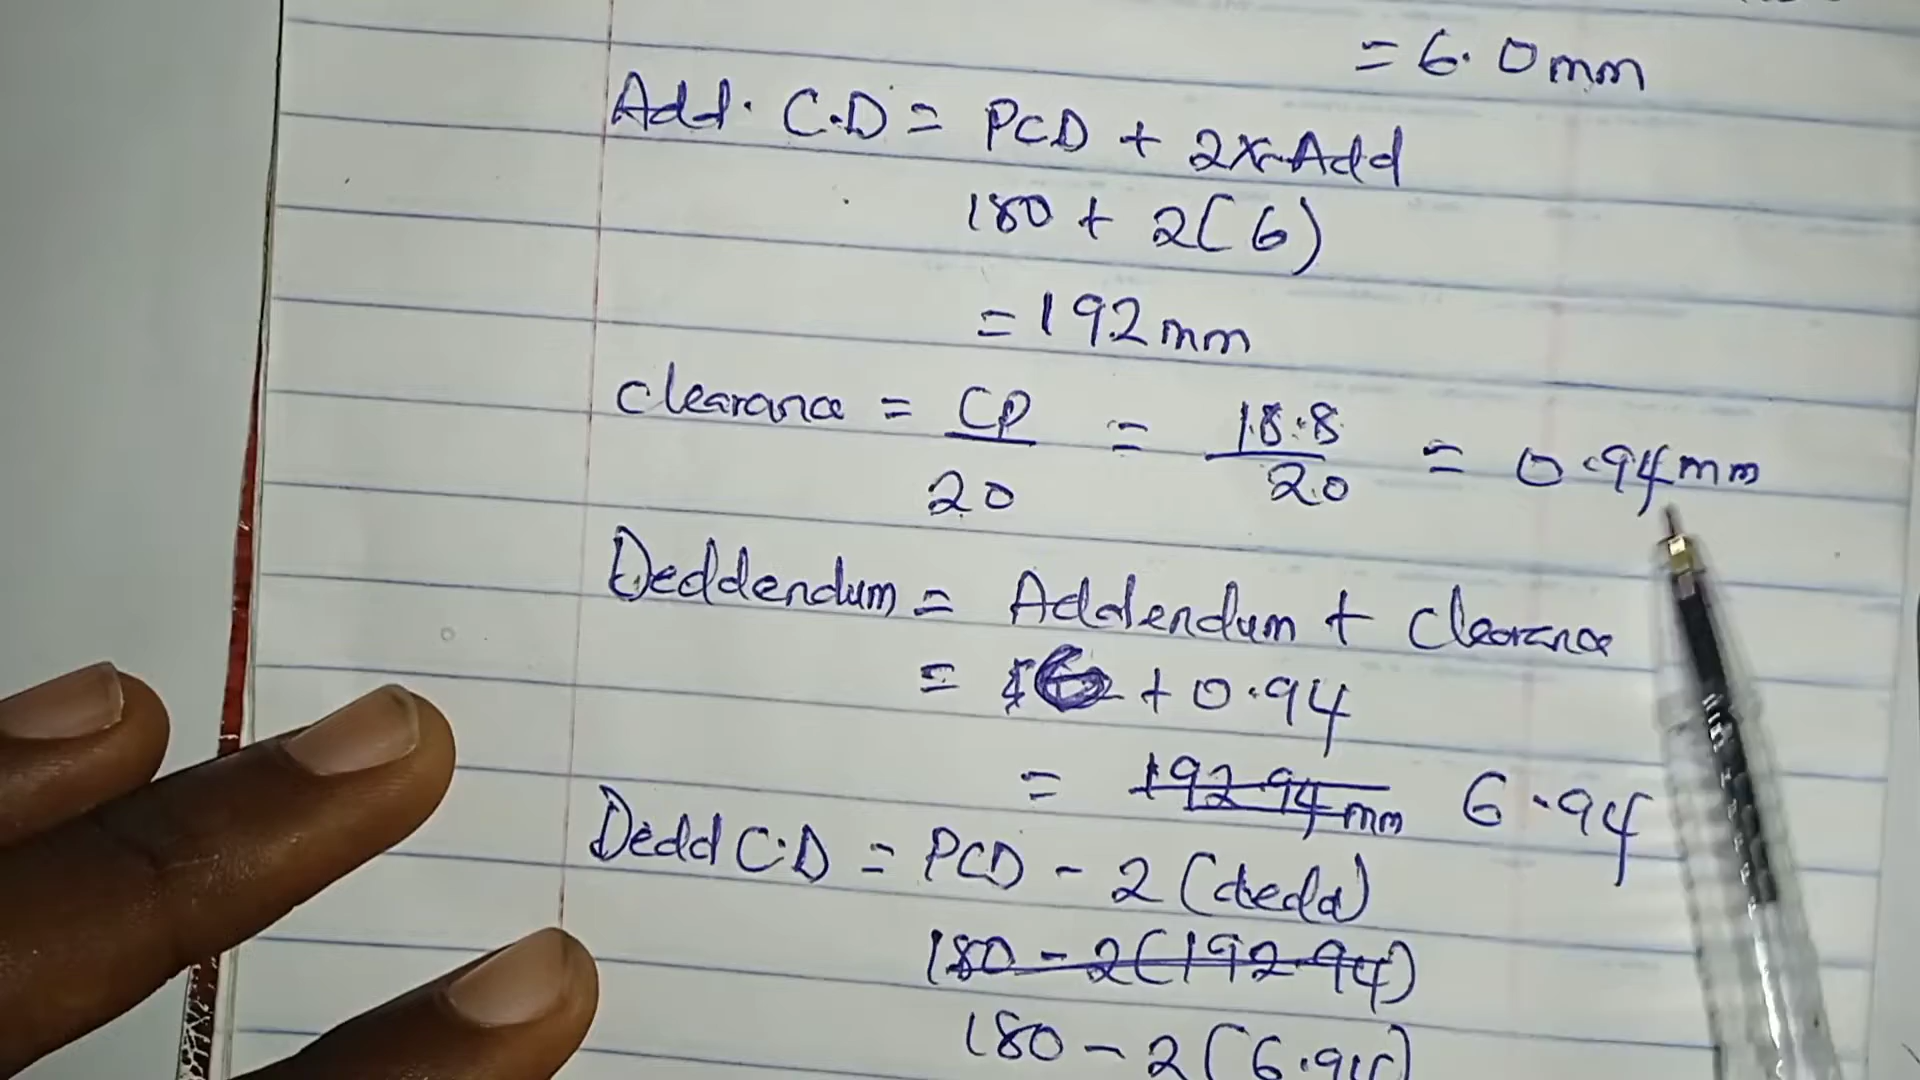 = 6.0mm
Add. C.D = PCD + 2x Add
180 + 2(6)
= 192mm
clearance = CP/20 = 18.8/20 = 0.94mm
Deddendum = Addendum + Clearance
= + 0.94
= 192.94mm 6.94
Dedd C.D = PCD - 2(dedd)
180 - 2(192.94)
180 - 2(6.94)